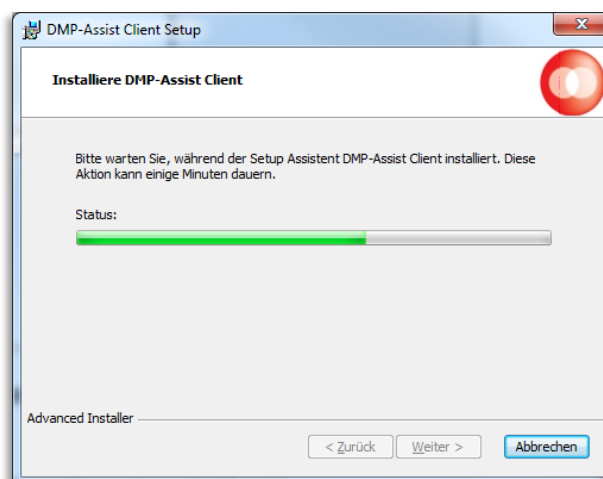 DMP-Assist Client Setup
Installiere DMP-Assist Client
Bitte warten Sie, während der Setup Assistent DMP-Assist Client installiert. Diese
Aktion kann einige Minuten dauern.
Status:
Advanced Installer
< Zurück
Weiter >
Abbrechen